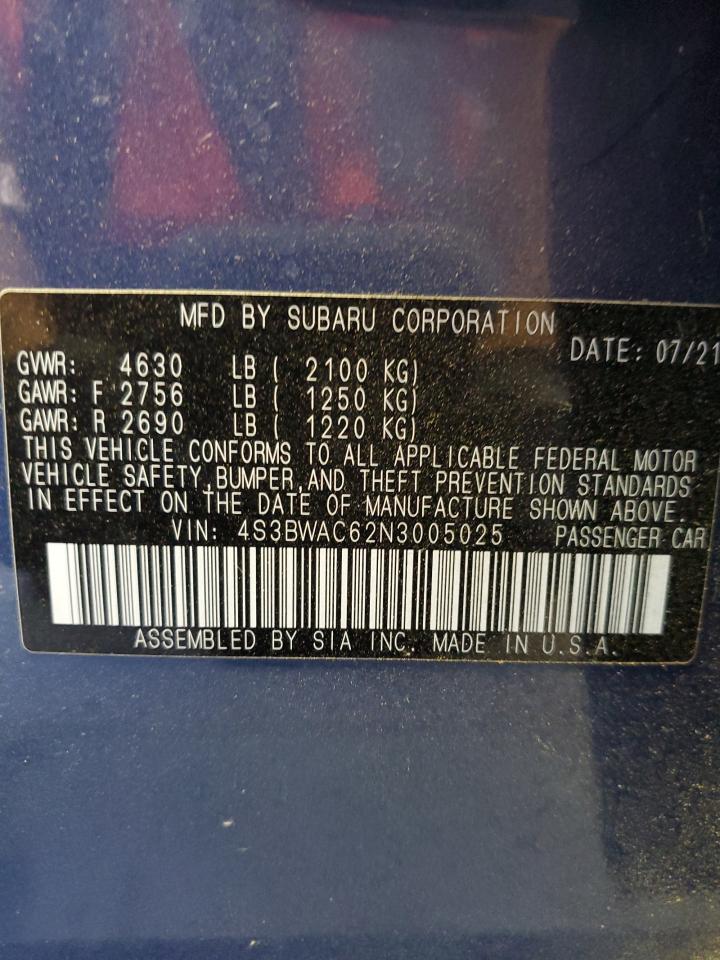 MFD BY SUBARU CORPORATION
DATE: 07/21
GVWR: 4630 LB ( 2100 KG)
GAWR: F 2756 LB ( 1250 KG)
GAWR: R 2690 LB ( 1220 KG)
THIS VEHICLE CONFORMS TO ALL APPLICABLE FEDERAL MOTOR
VEHICLE SAFETY,BUMPER,AND THEFT PREVENTION STANDARDS
IN EFFECT ON THE DATE OF MANUFACTURE SHOWN ABOVE.
VIN: 4S3BWAC62N3005025 PASSENGER CAR
ASSEMBLED BY SIA INC. MADE IN U.S.A.